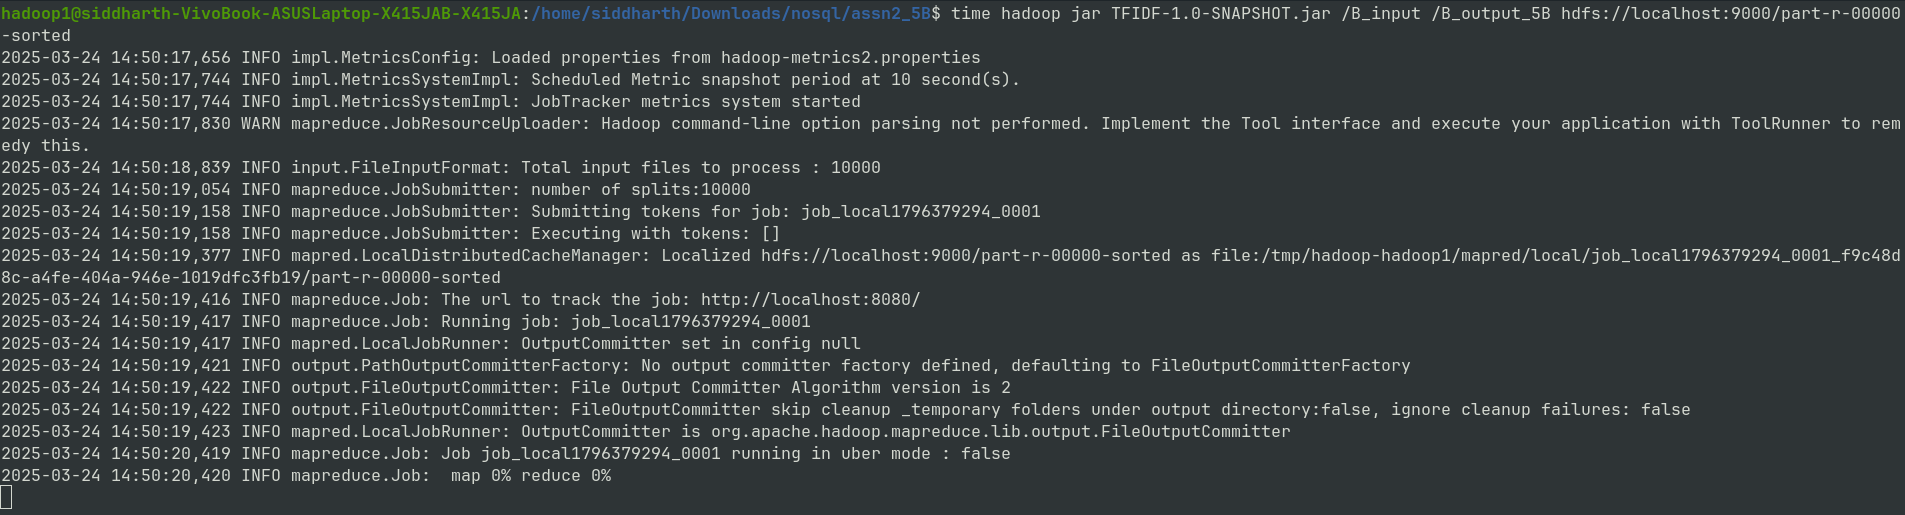 hadoop1@siddharth-VivoBook-ASUSLaptop-X415JAB-X415JA:/home/siddharth/Downloads/nosql/assn2_5B$ time hadoop jar TFIDF-1.0-SNAPSHOT.jar /B_input /B_output_5B hdfs://localhost:9000/part-r-00000
-sorted
2025-03-24 14:50:17,656 INFO impl.MetricsConfig: Loaded properties from hadoop-metrics2.properties
2025-03-24 14:50:17,744 INFO impl.MetricsSystemImpl: Scheduled Metric snapshot period at 10 second(s).
2025-03-24 14:50:17,744 INFO impl.MetricsSystemImpl: JobTracker metrics system started
2025-03-24 14:50:17,830 WARN mapreduce.JobResourceUploader: Hadoop command-line option parsing not performed. Implement the Tool interface and execute your application with ToolRunner to rem
edy this.
2025-03-24 14:50:18,839 INFO input.FileInputFormat: Total input files to process : 10000
2025-03-24 14:50:19,054 INFO mapreduce.JobSubmitter: number of splits:10000
2025-03-24 14:50:19,158 INFO mapreduce.JobSubmitter: Submitting tokens for job: job_local1796379294_0001
2025-03-24 14:50:19,158 INFO mapreduce.JobSubmitter: Executing with tokens: []
2025-03-24 14:50:19,377 INFO mapred.LocalDistributedCacheManager: Localized hdfs://localhost:9000/part-r-00000-sorted as file:/tmp/hadoop-hadoop1/mapred/local/job_local1796379294_0001_f9c48d
8c-a4fe-404a-946e-1019dfc3fb19/part-r-00000-sorted
2025-03-24 14:50:19,416 INFO mapreduce.Job: The url to track the job: http://localhost:8080/
2025-03-24 14:50:19,417 INFO mapreduce.Job: Running job: job_local1796379294_0001
2025-03-24 14:50:19,417 INFO mapred.LocalJobRunner: OutputCommitter set in config null
2025-03-24 14:50:19,421 INFO output.PathOutputCommitterFactory: No output committer factory defined, defaulting to FileOutputCommitterFactory
2025-03-24 14:50:19,422 INFO output.FileOutputCommitter: File Output Committer Algorithm version is 2
2025-03-24 14:50:19,422 INFO output.FileOutputCommitter: FileOutputCommitter skip cleanup _temporary folders under output directory:false, ignore cleanup failures: false
2025-03-24 14:50:19,423 INFO mapred.LocalJobRunner: OutputCommitter is org.apache.hadoop.mapreduce.lib.output.FileOutputCommitter
2025-03-24 14:50:20,419 INFO mapreduce.Job: Job job_local1796379294_0001 running in uber mode : false
2025-03-24 14:50:20,420 INFO mapreduce.Job:  map 0% reduce 0%